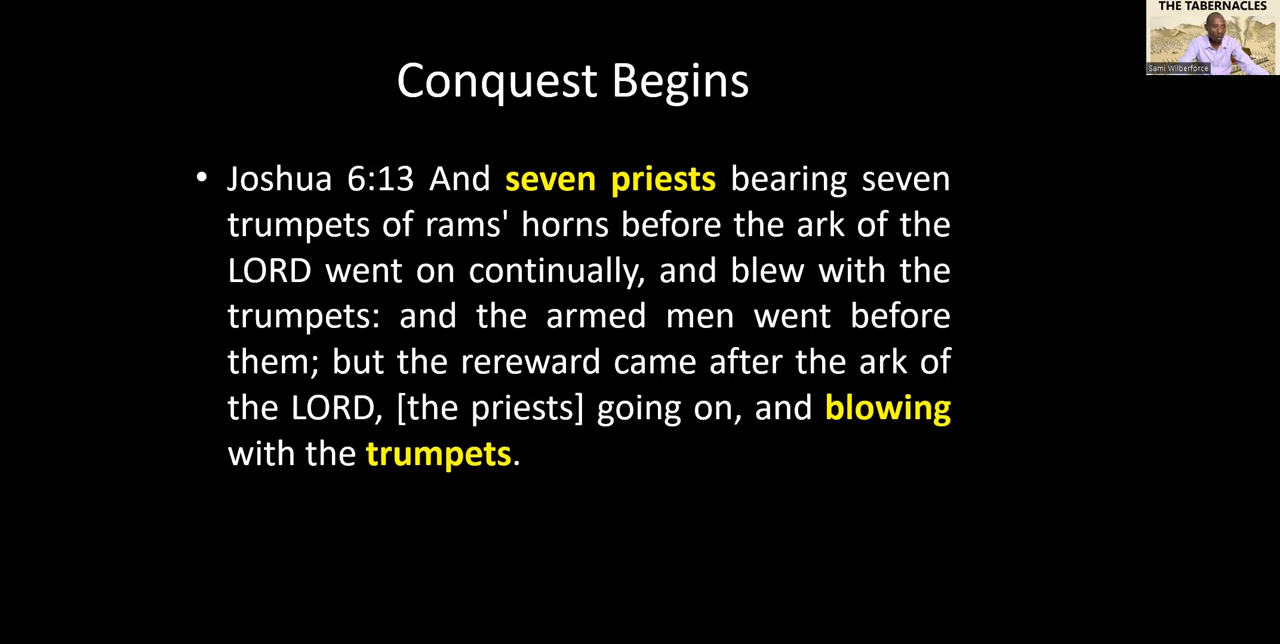 THE TABERNACLES
Sami Wilberforce
Conquest Begins
• Joshua 6:13 And seven priests bearing seven
trumpets of rams' horns before the ark of the
LORD went on continually, and blew with the
trumpets: and the armed men went before
them; but the rereward came after the ark of
the LORD, [the priests] going on, and blowing
with the trumpets.